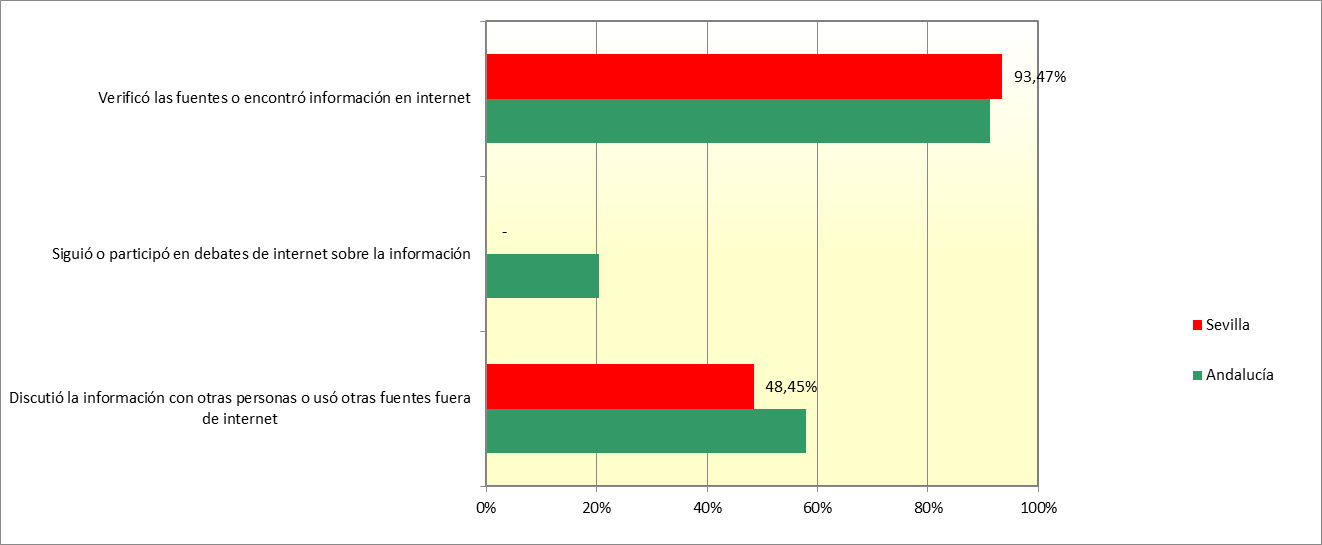 Verificó las fuentes o encontró información en internet
93,47%
Siguió o participó en debates de internet sobre la información
-
Discutió la información con otras personas o usó otras fuentes fuera
de internet
48,45%
0%
20%
40%
60%
80%
100%
Sevilla
Andalucía